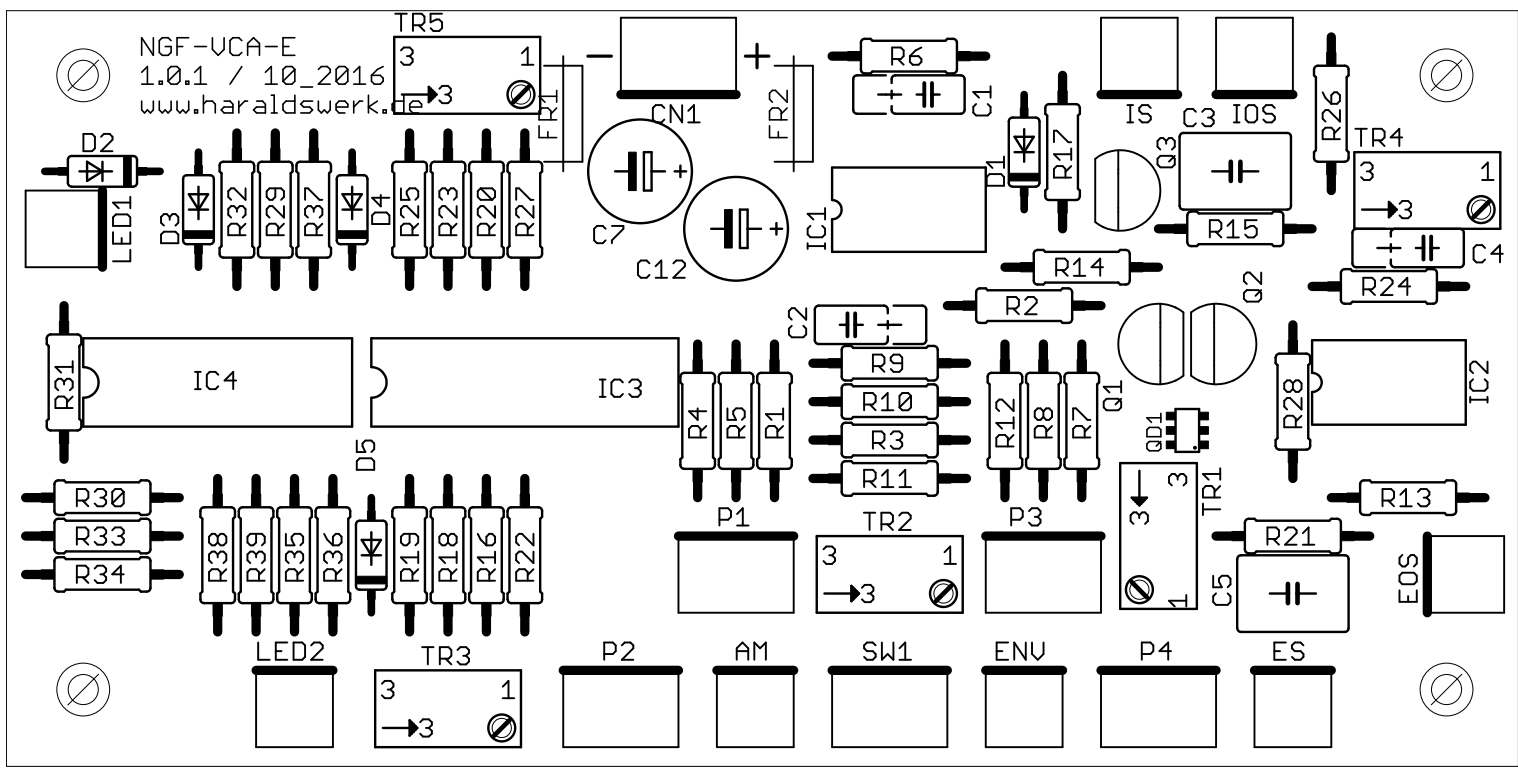 TR5
NGF-VCA-E
1.0.1 / 10_2016
www.haraldswerk.de
3 1
3
FR1
- +
CN1
FR2
R6
C1
IS
IOS
R26
D2
LED1
D3
R32
R29
R37
D4
R25
R23
R20
R27
C7
C12
IC1
D1
R17
Q3
C3
R15
TR4
3 1
3
C4
R24
R14
R2
Q2
C2
R31
IC4
IC3
R4
R5
R1
R9
R10
R3
R11
R12
R8
R7
Q1
QD1
R28
IC2
D5
R30
R33
R34
R38
R39
R35
R36
R19
R18
R16
R22
P1
TR2
3 1
3
P3
3
3
1
TR1
R13
R21
C5
EOS
LED2
TR3
3 1
3
P2
AM
SW1
ENV
P4
ES